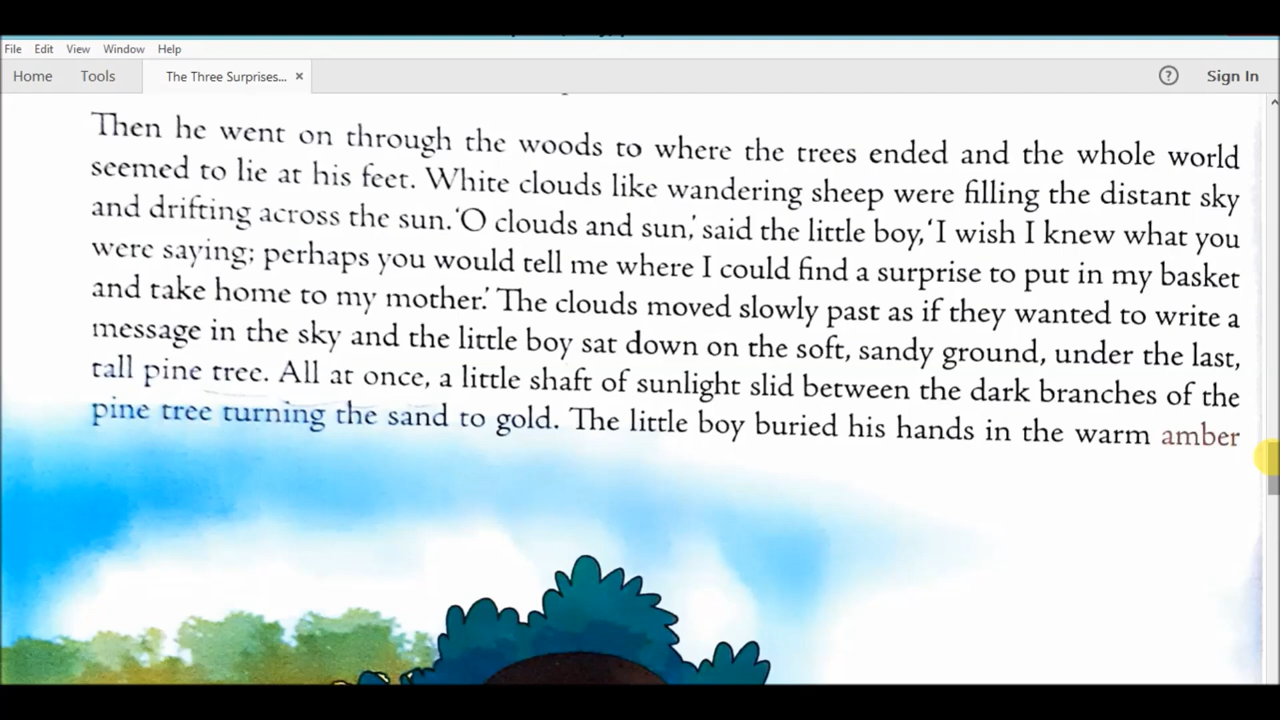 File Edit View Window Help
Home Tools The Three Surprises... × ? Sign In
Then he went on through the woods to where the trees ended and the whole world
seemed to lie at his feet. White clouds like wandering sheep were filling the distant sky
and drifting across the sun. ‘O clouds and sun,’ said the little boy, ‘I wish I knew what you
were saying; perhaps you would tell me where I could find a surprise to put in my basket
and take home to my mother.’ The clouds moved slowly past as if they wanted to write a
message in the sky and the little boy sat down on the soft, sandy ground, under the last,
tall pine tree. All at once, a little shaft of sunlight slid between the dark branches of the
pine tree turning the sand to gold. The little boy buried his hands in the warm amber